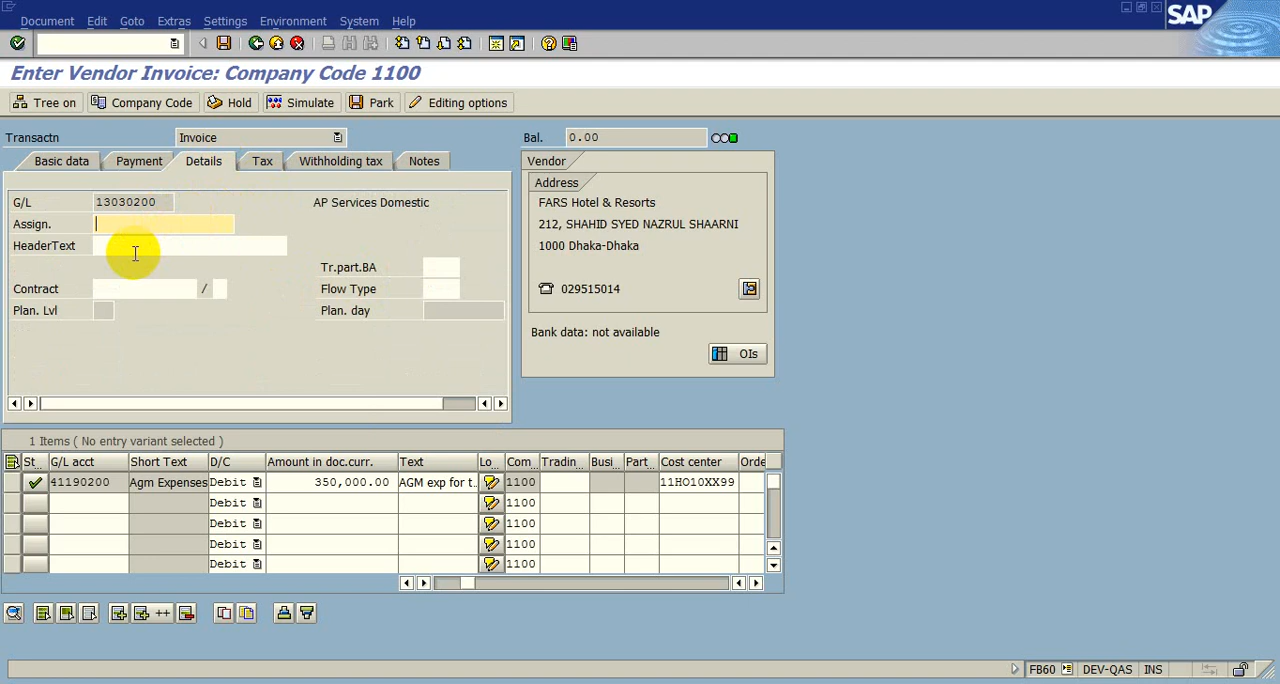 Document Edit Goto Extras Settings Environment System Help
SAP
Enter Vendor Invoice: Company Code 1100
Tree on Company Code Hold Simulate Park Editing options
Transactn Invoice Bal. 0.00
Basic data Payment Details Tax Withholding tax Notes
Vendor
Address
G/L 13030200 AP Services Domestic
FARS Hotel & Resorts
Assign.
212, SHAHID SYED NAZRUL SHAARNI
HeaderText
1000 Dhaka-Dhaka
Tr.part.BA
Contract / Flow Type
029515014
Plan. Lvl Plan. day
Bank data: not available
OIs
1 Items ( No entry variant selected )
St... G/L acct Short Text D/C Amount in doc.curr. Text Lo... Com... Tradin... Busi... Part... Cost center Orde
41190200 Agm Expenses Debit 350,000.00 AGM exp for t... 1100 11HO10XX99
Debit 1100
Debit 1100
Debit 1100
Debit 1100
FB60 DEV-QAS INS